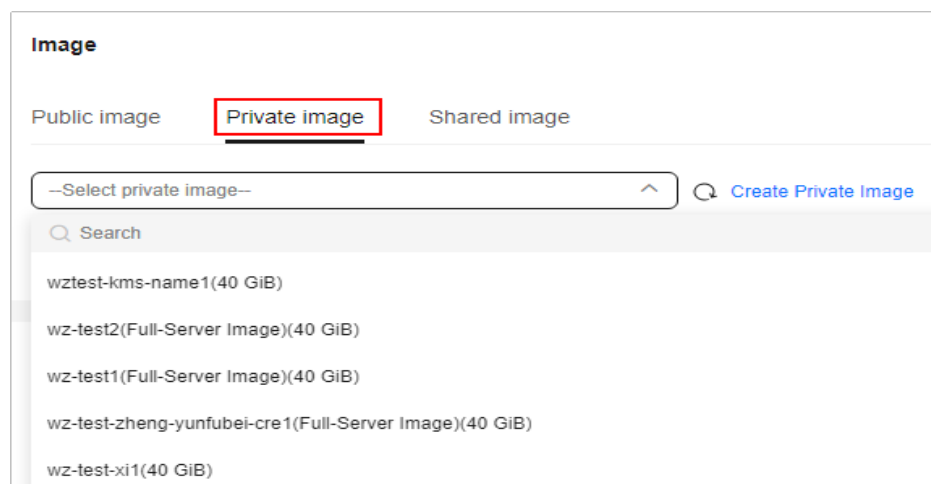 Image
Public image Private image Shared image
--Select private image-- Create Private Image
Search
wztest-kms-name1(40 GiB)
wz-test2(Full-Server Image)(40 GiB)
wz-test1(Full-Server Image)(40 GiB)
wz-test-zheng-yunfubei-cre1(Full-Server Image)(40 GiB)
wz-test-xi1(40 GiB)